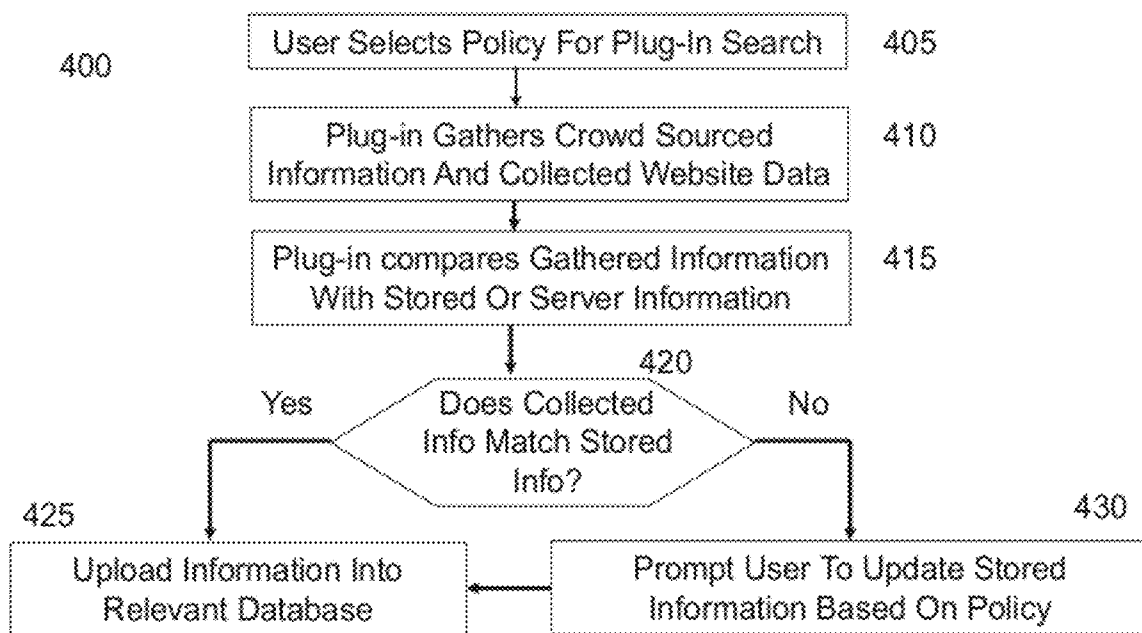 400
User Selects Policy For Plug-In Search
405
Plug-in Gathers Crowd Sourced
Information And Collected Website Data
410
Plug-in compares Gathered Information
With Stored Or Server Information
415
420
Does Collected
Info Match Stored
Info?
Yes
No
425
Upload Information Into
Relevant Database
430
Prompt User To Update Stored
Information Based On Policy